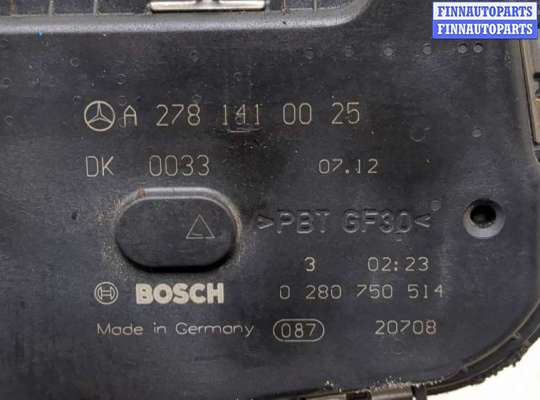 FINNAUTOPARTS
FINNAUTOPARTS
FINNAUTOPARTS
A 278 141 00 25
DK 0033 07.12
>PBT GF30<
3 02:23
BOSCH 0 280 750 514
Made in Germany 087 20708